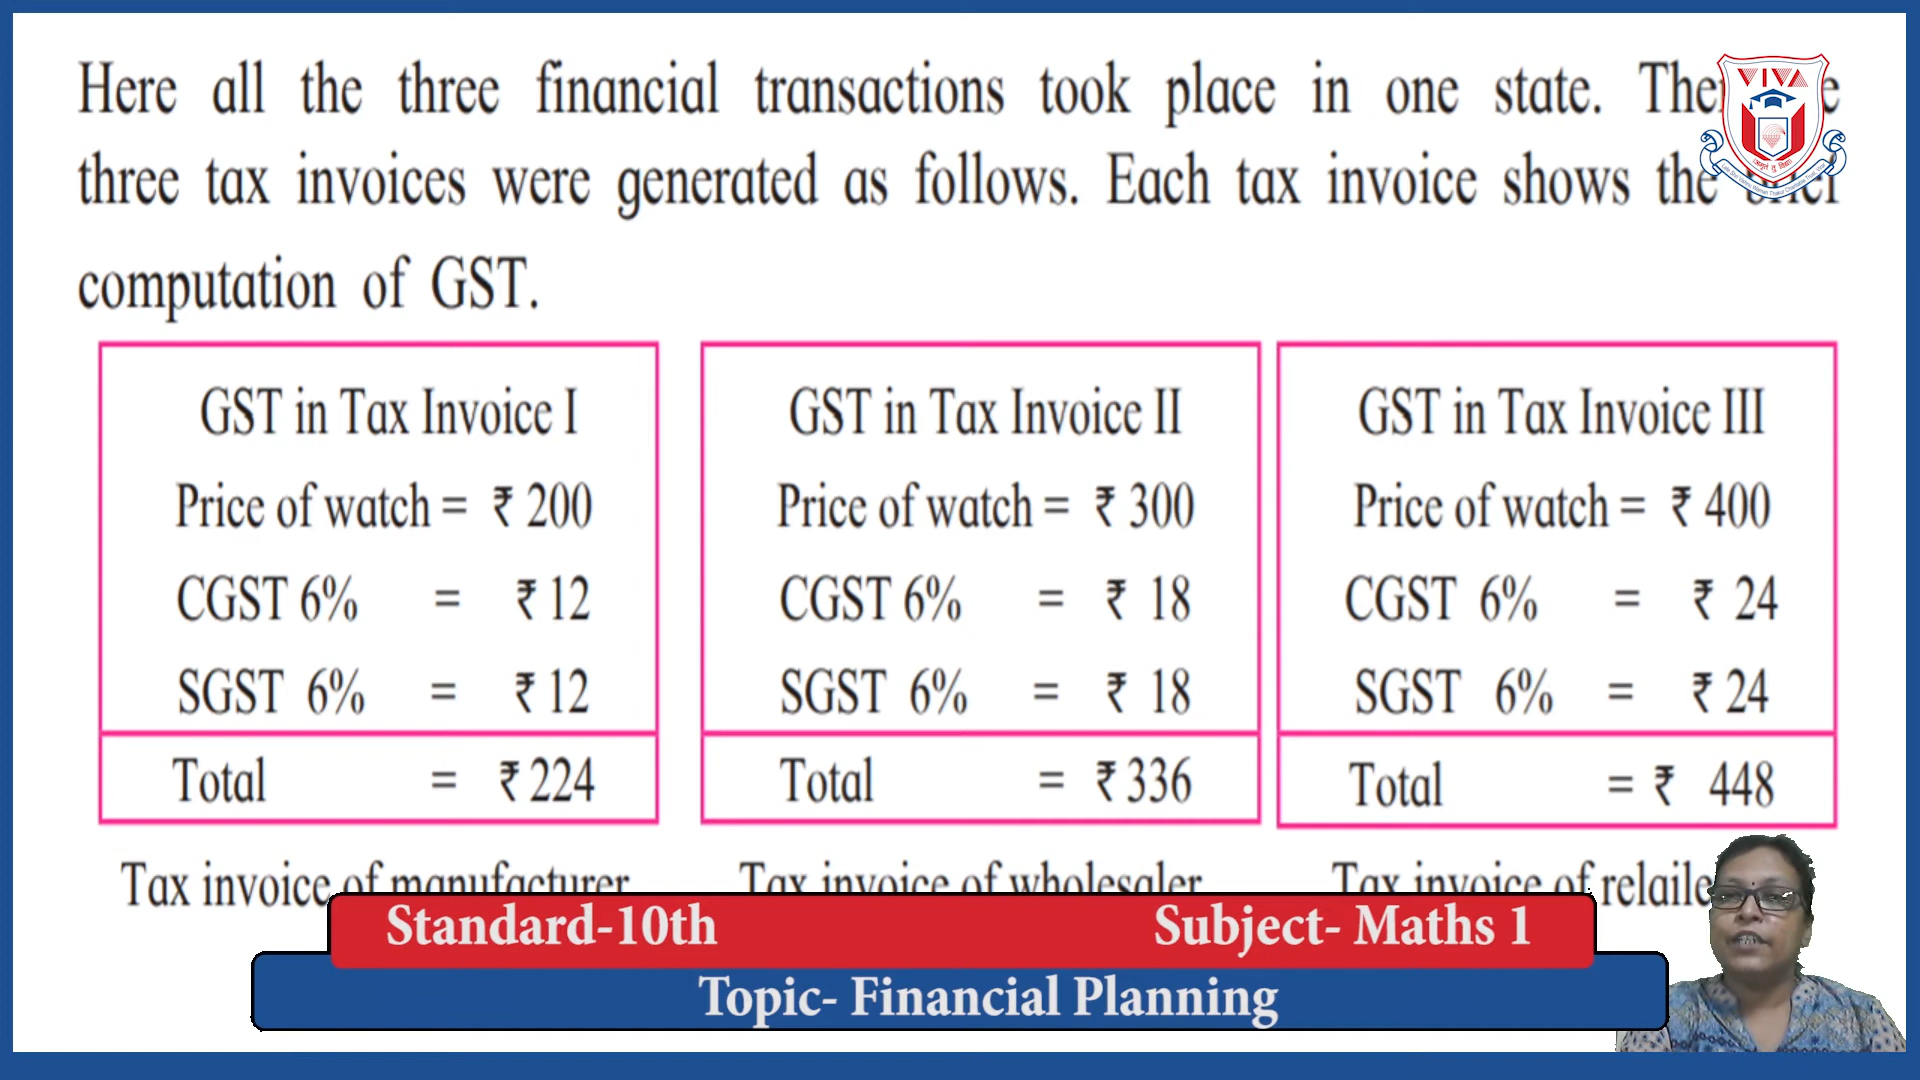 Here all the three financial transactions took place in one state.
three tax invoices were generated as follows. Each tax invoice shows the
computation of GST.
GST in Tax Invoice I
Price of watch = ₹ 200
CGST 6% = ₹ 12
SGST 6% = ₹ 12
Total = ₹ 224
Tax invoice of manufacturer
GST in Tax Invoice II
Price of watch = ₹ 300
CGST 6% = ₹ 18
SGST 6% = ₹ 18
Total = ₹ 336
Tax invoice of wholesaler
GST in Tax Invoice III
Price of watch = ₹ 400
CGST 6% = ₹ 24
SGST 6% = ₹ 24
Total = ₹ 448
Tax invoice of
VIVA
Standard-10th Subject- Maths 1
Topic- Financial Planning